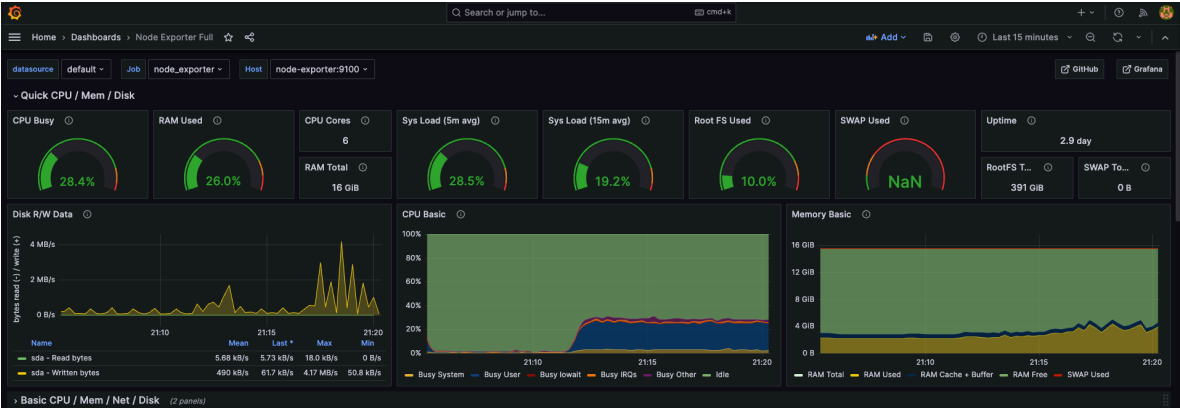 Search or jump to... cmd+k
Home › Dashboards › Node Exporter Full Add Last 15 minutes
datasource default Job node_exporter Host node-exporter:9100 GitHub Grafana
Quick CPU / Mem / Disk
CPU Busy
28.4%
RAM Used
26.0%
CPU Cores
6
RAM Total
16 GiB
Sys Load (5m avg)
28.5%
Sys Load (15m avg)
19.2%
Root FS Used
10.0%
SWAP Used
NaN
Uptime
2.9 day
RootFS T...
391 GiB
SWAP To...
0 B
Disk R/W Data
bytes read (-) / write (+)
4 MB/s
2 MB/s
0 B/s
21:10 21:15 21:20
Name Mean Last * Max Min
sda - Read bytes 5.68 kB/s 5.73 kB/s 18.0 kB/s 0 B/s
sda - Written bytes 490 kB/s 61.7 kB/s 4.17 MB/s 50.8 kB/s
CPU Basic
100%
80%
60%
40%
20%
0%
21:10 21:15 21:20
Busy System Busy User Busy Iowait Busy IRQs Busy Other Idle
Memory Basic
16 GiB
12 GiB
8 GiB
4 GiB
0 B
21:10 21:15 21:20
RAM Total RAM Used RAM Cache + Buffer RAM Free SWAP Used
Basic CPU / Mem / Net / Disk (2 panels)